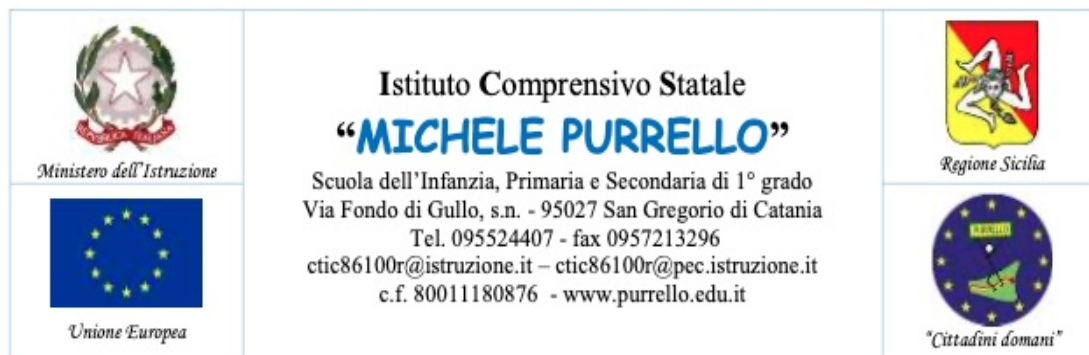 Ministero dell'Istruzione
Unione Europea
Istituto Comprensivo Statale
“MICHELE PURRELLO”
Scuola dell’Infanzia, Primaria e Secondaria di 1° grado
Via Fondo di Gullo, s.n. - 95027 San Gregorio di Catania
Tel. 095524407 - fax 0957213296
ctic86100r@istruzione.it – ctic86100r@pec.istruzione.it
c.f. 80011180876 - www.purrello.edu.it
Regione Sicilia
“Cittadini domani”